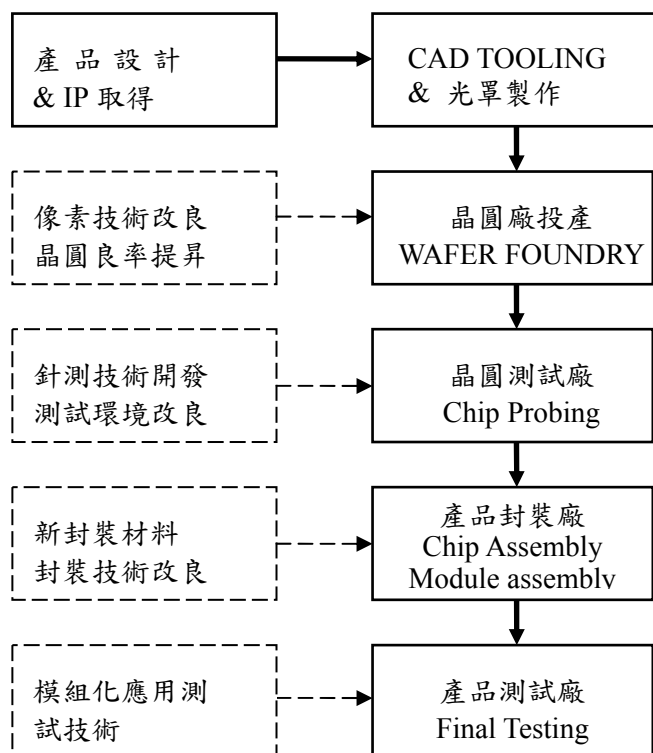 產 品 設 計
& IP 取得
CAD TOOLING
& 光罩製作
像素技術改良
晶圓良率提昇
晶圓廠投產
WAFER FOUNDRY
針測技術開發
測試環境改良
晶圓測試廠
Chip Probing
新封裝材料
封裝技術改良
產品封裝廠
Chip Assembly
Module assembly
模組化應用測
試技術
產品測試廠
Final Testing